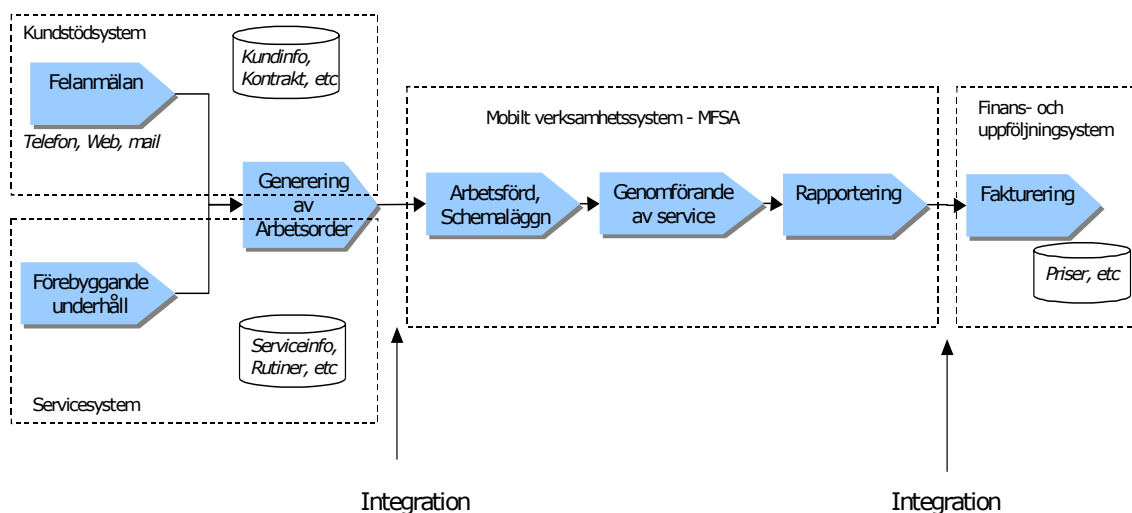 Kundstödsystem
Felanmälan
Telefon, Web, mail
Kundinfo,
Kontrakt, etc
Generering
av
Arbetsorder
Förebyggande
underhåll
Serviceinfo,
Rutiner, etc
Servicesystem
Mobilt verksamhetssystem - MFSA
Arbetsförd,
Schemaläggn
Genomförande
av service
Rapportering
Finans- och
uppföljningsystem
Fakturering
Priser, etc
Integration
Integration